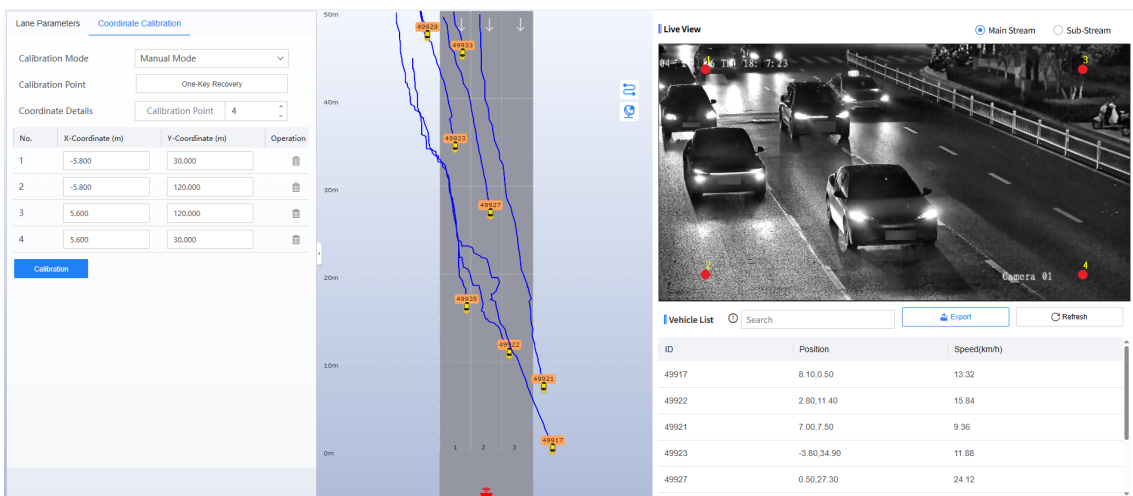 Lane Parameters Coordinate Calibration
Calibration Mode Manual Mode
Calibration Point One-Key Recovery
Coordinate Details Calibration Point 4
No. X-Coordinate (m) Y-Coordinate (m) Operation
1 -5.800 30.000
2 -5.800 120.000
3 5.600 120.000
4 5.600 30.000
Calibration
50m
49929
49933
40m
49923
30m
49927
20m
49935
49922
10m
49921
49917
0m
1 2 3
Live View Main Stream Sub-Stream
1 3
18: 7:23
2 4
Camera 01
Vehicle List Search Export Refresh
ID Position Speed(km/h)
49917 8.10,0.50 13.32
49922 2.80,11.40 15.84
49921 7.00,7.50 9.36
49923 -3.80,34.90 11.88
49927 0.50,27.30 24.12